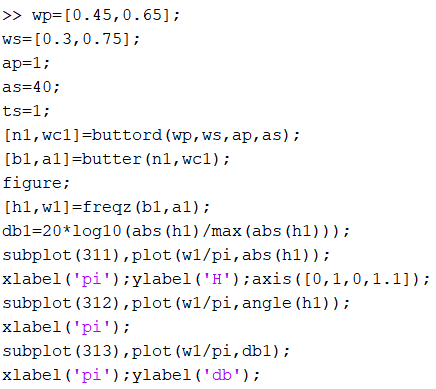 >> wp=[0.45,0.65];
ws=[0.3,0.75];
ap=1;
as=40;
ts=1;
[n1,wc1]=buttord(wp,ws,ap,as);
[b1,a1]=butter(n1,wc1);
figure;
[h1,w1]=freqz(b1,a1);
db1=20*log10(abs(h1)/max(abs(h1)));
subplot(311),plot(w1/pi,abs(h1));
xlabel('pi');ylabel('H');axis([0,1,0,1.1]);
subplot(312),plot(w1/pi,angle(h1));
xlabel('pi');
subplot(313),plot(w1/pi,db1);
xlabel('pi');ylabel('db');